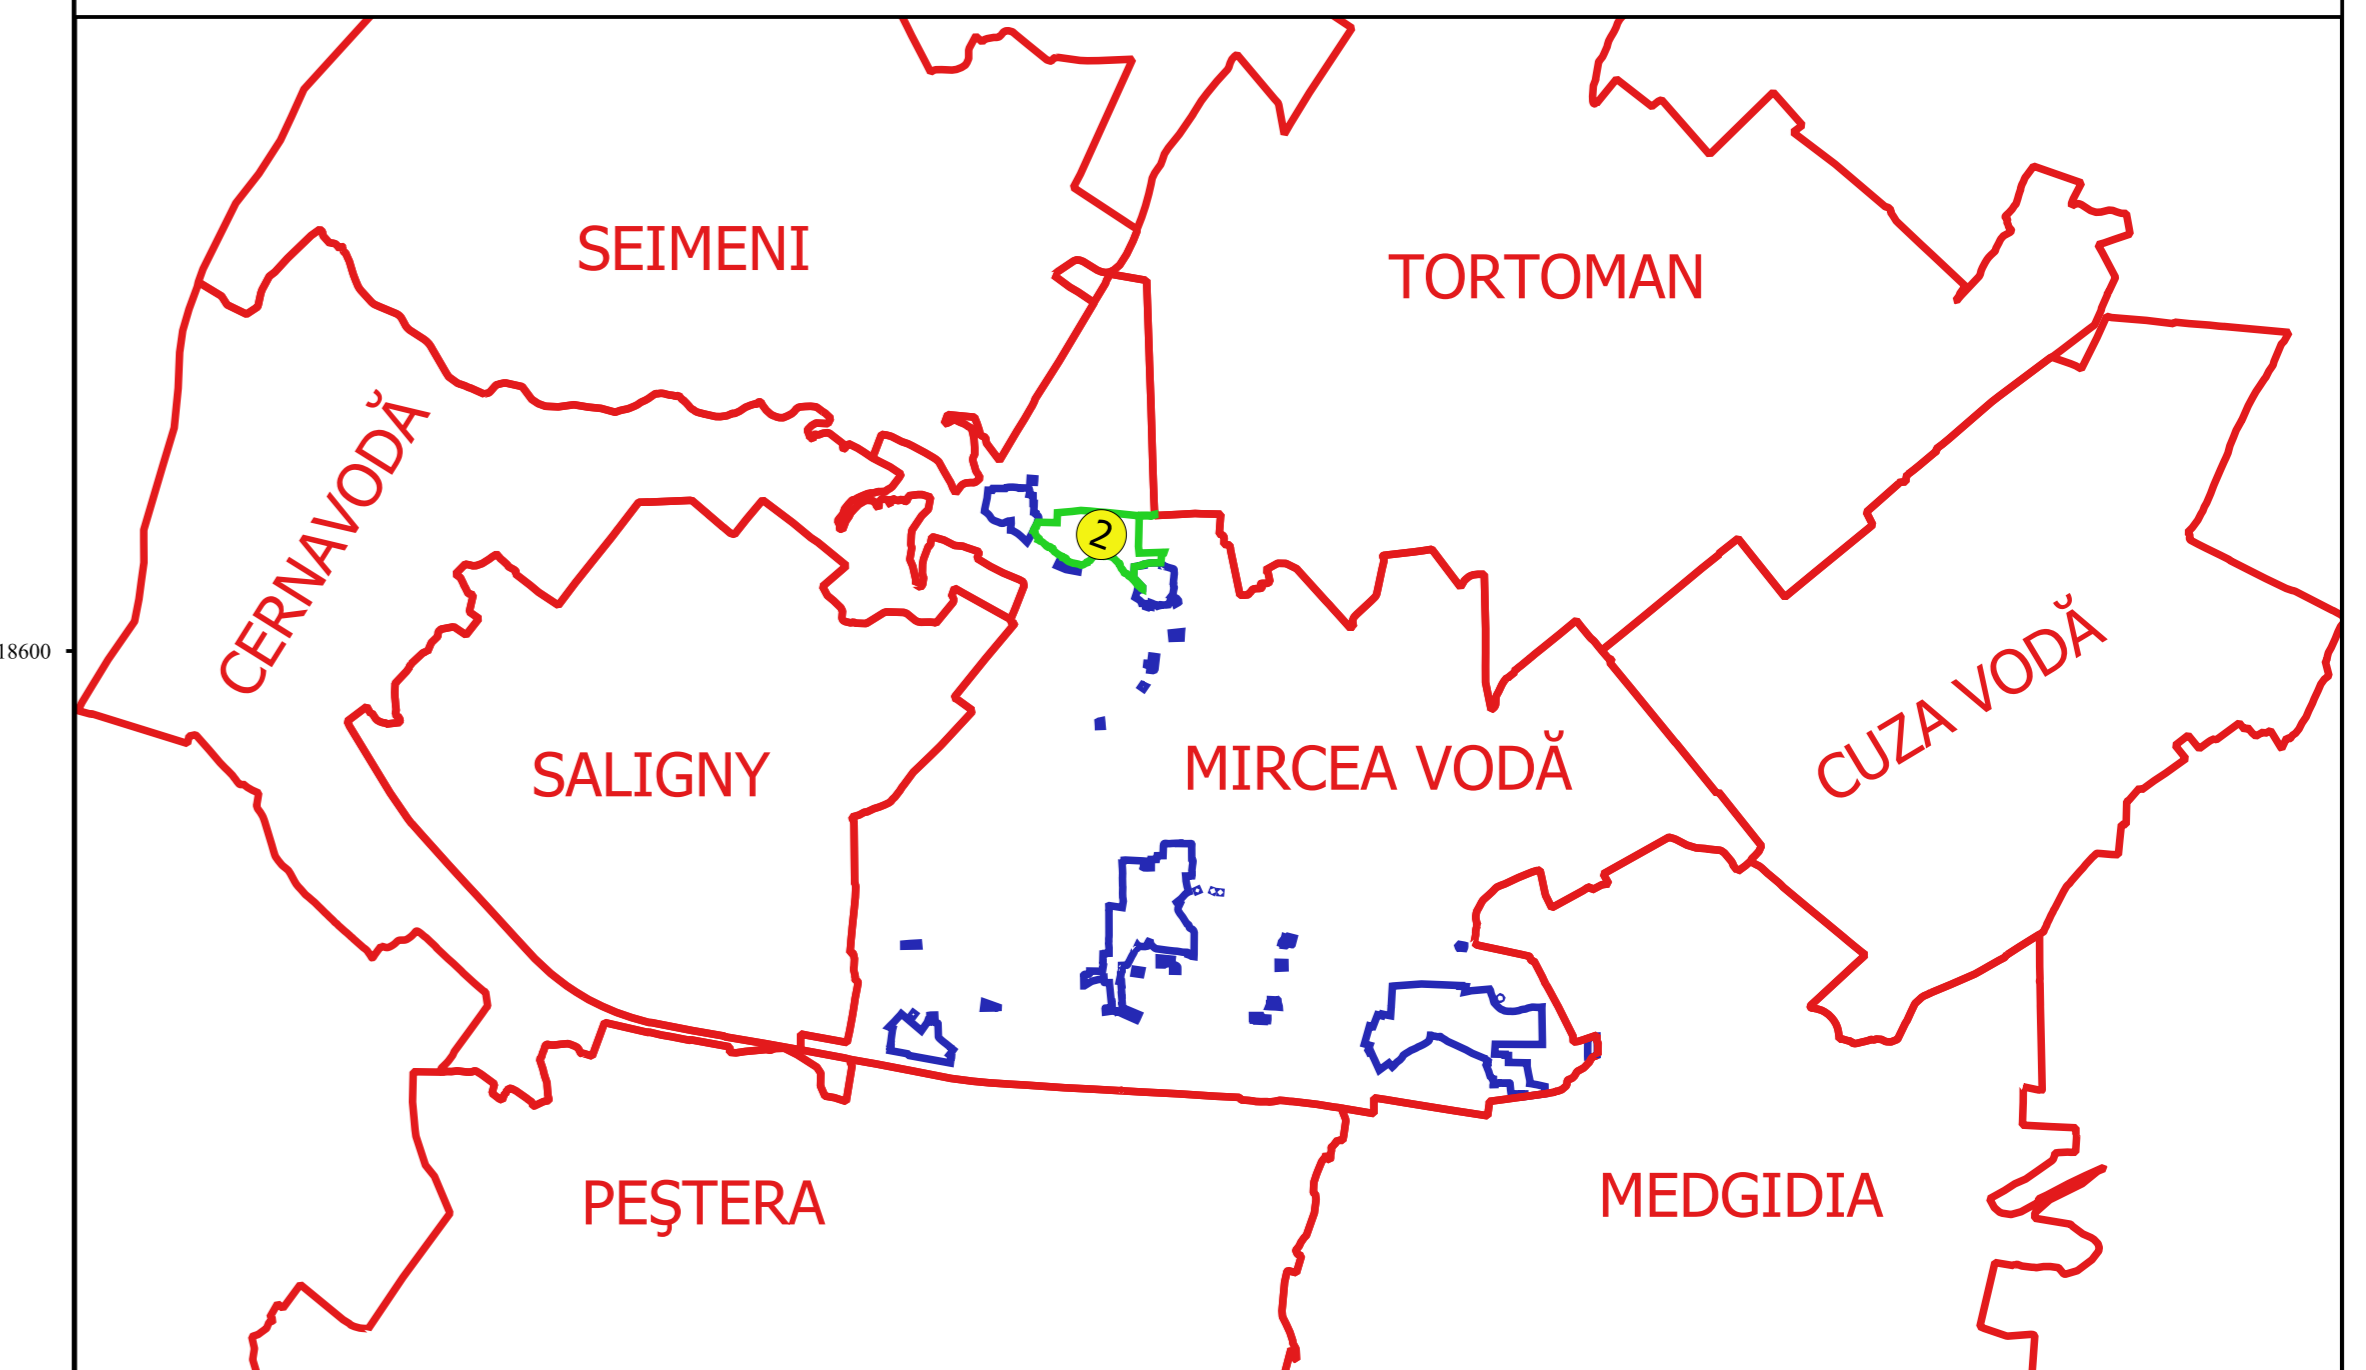 SEIMENI
TORTOMAN
CERNAVODĂ
2
18600
CUZA VODĂ
SALIGNY
MIRCEA VODĂ
PEŞTERA
MEDGIDIA